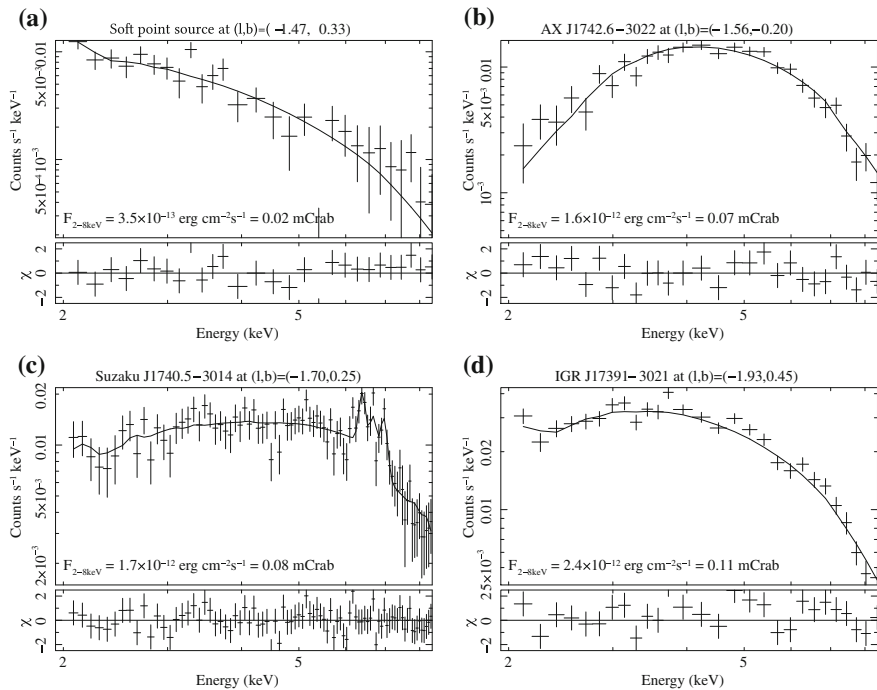 (a)
Soft point source at (l,b)=( −1.47, 0.33)
0.01
5×10⁻³
10⁻³
5×10⁻⁴
Counts s⁻¹ keV⁻¹
F2−8keV = 3.5×10⁻¹³ erg cm⁻²s⁻¹ = 0.02 mCrab
χ
2
0
−2
2
5
Energy (keV)
(b)
AX J1742.6−3022 at (l,b)=(−1.56,−0.20)
0.01
5×10⁻³
10⁻³
Counts s⁻¹ keV⁻¹
F2−8keV = 1.6×10⁻¹² erg cm⁻²s⁻¹ = 0.07 mCrab
χ
2
0
−2
2
5
Energy (keV)
(c)
Suzaku J1740.5−3014 at (l,b)=(−1.70,0.25)
0.02
0.01
5×10⁻³
2×10⁻³
Counts s⁻¹ keV⁻¹
F2−8keV = 1.7×10⁻¹² erg cm⁻²s⁻¹ = 0.08 mCrab
χ
2
0
−2
2
5
Energy (keV)
(d)
IGR J17391−3021 at (l,b)=(−1.93,0.45)
0.02
0.01
5×10⁻³
Counts s⁻¹ keV⁻¹
F2−8keV = 2.4×10⁻¹² erg cm⁻²s⁻¹ = 0.11 mCrab
χ
2
0
−2
2
5
Energy (keV)